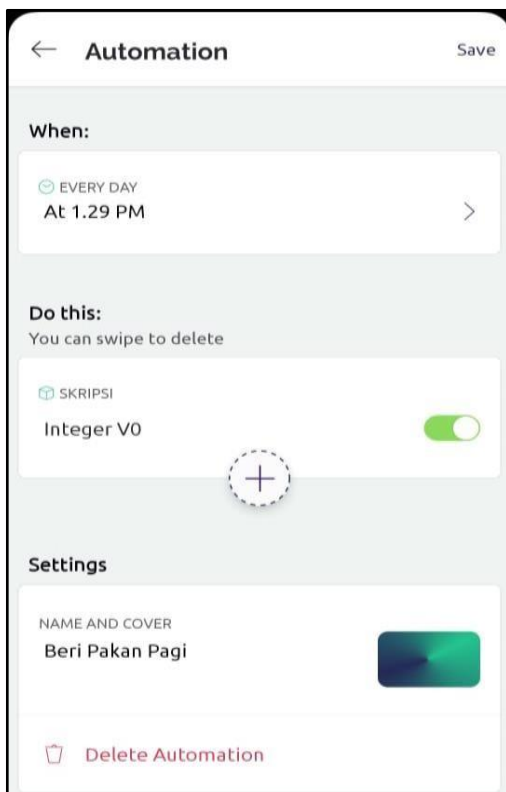 Automation
Save
When:
EVERY DAY
At 1.29 PM
Do this:
You can swipe to delete
SKRIPSI
Integer V0
Settings
NAME AND COVER
Beri Pakan Pagi
Delete Automation